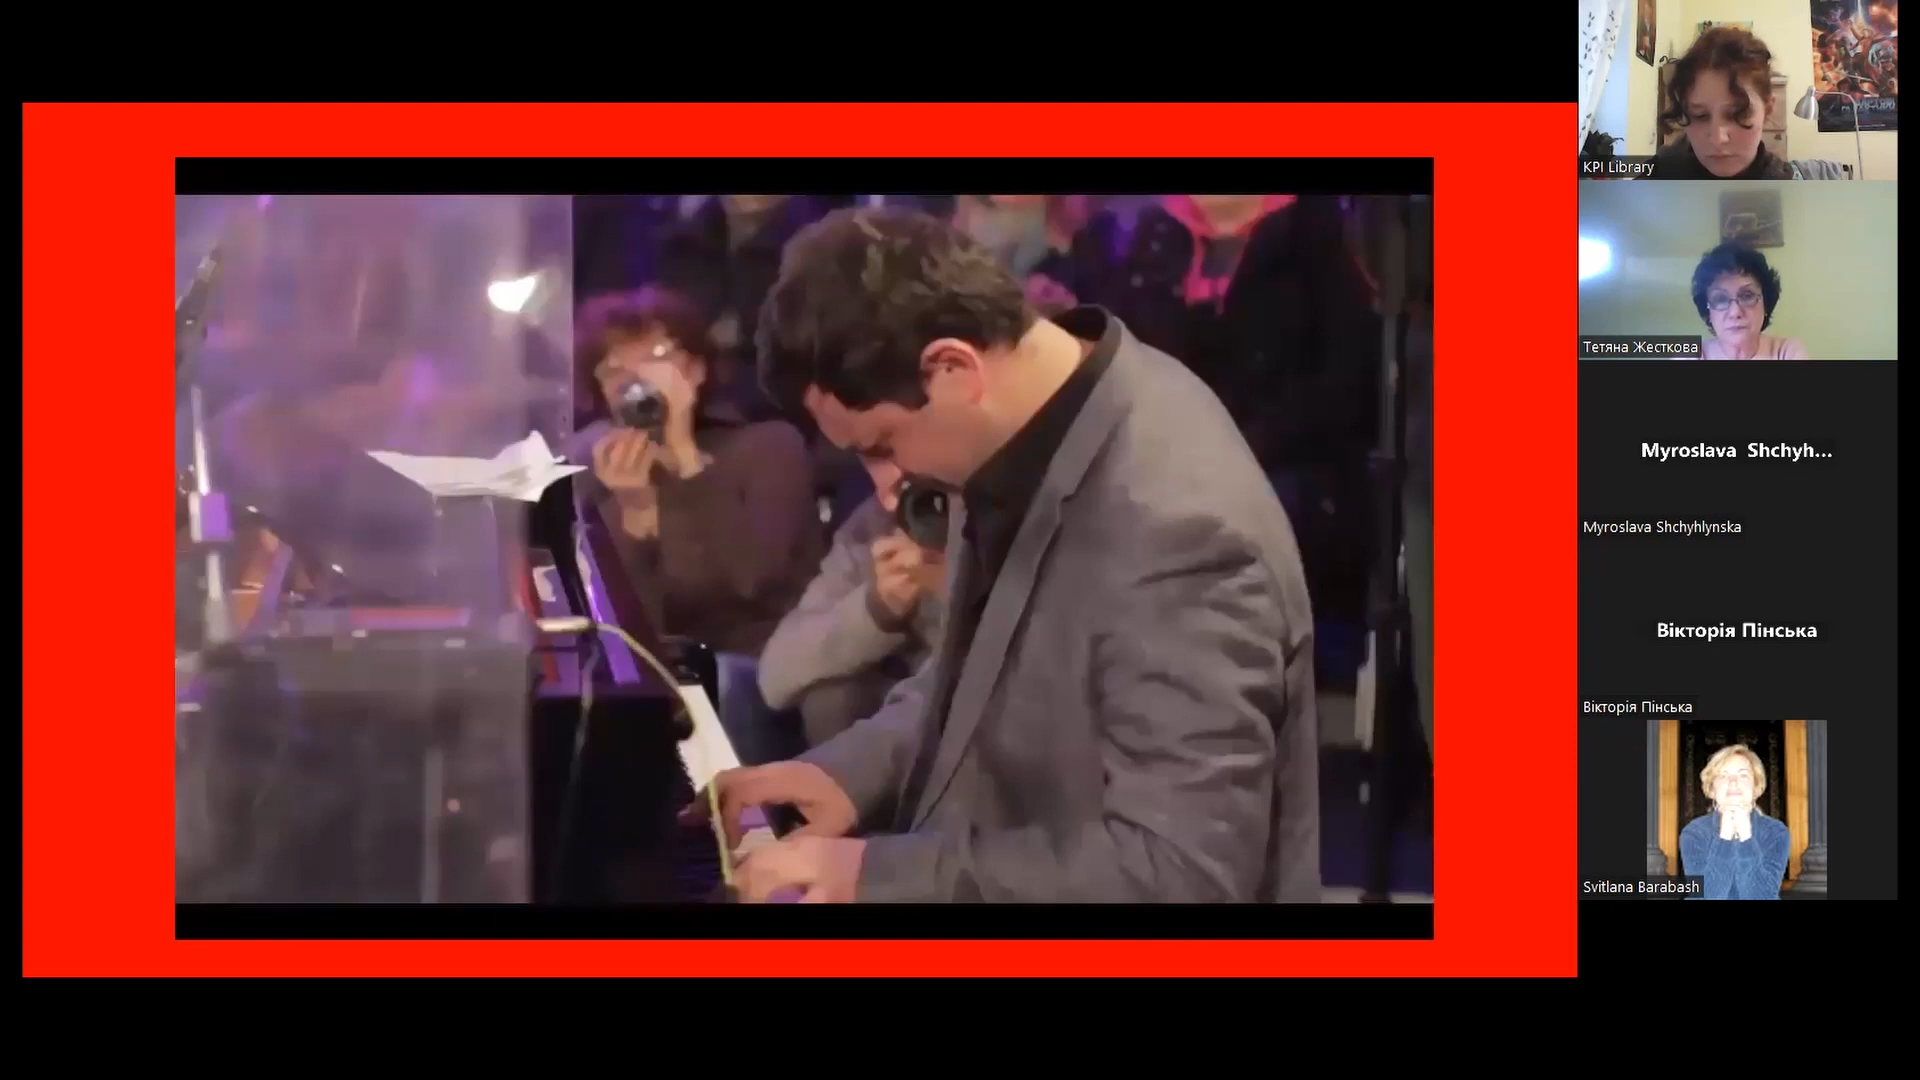 KPI Library
Тетяна Жесткова
Myroslava Shchyh...
Myroslava Shchyhlynska
Вікторія Пінська
Вікторія Пінська
Svitlana Barabash